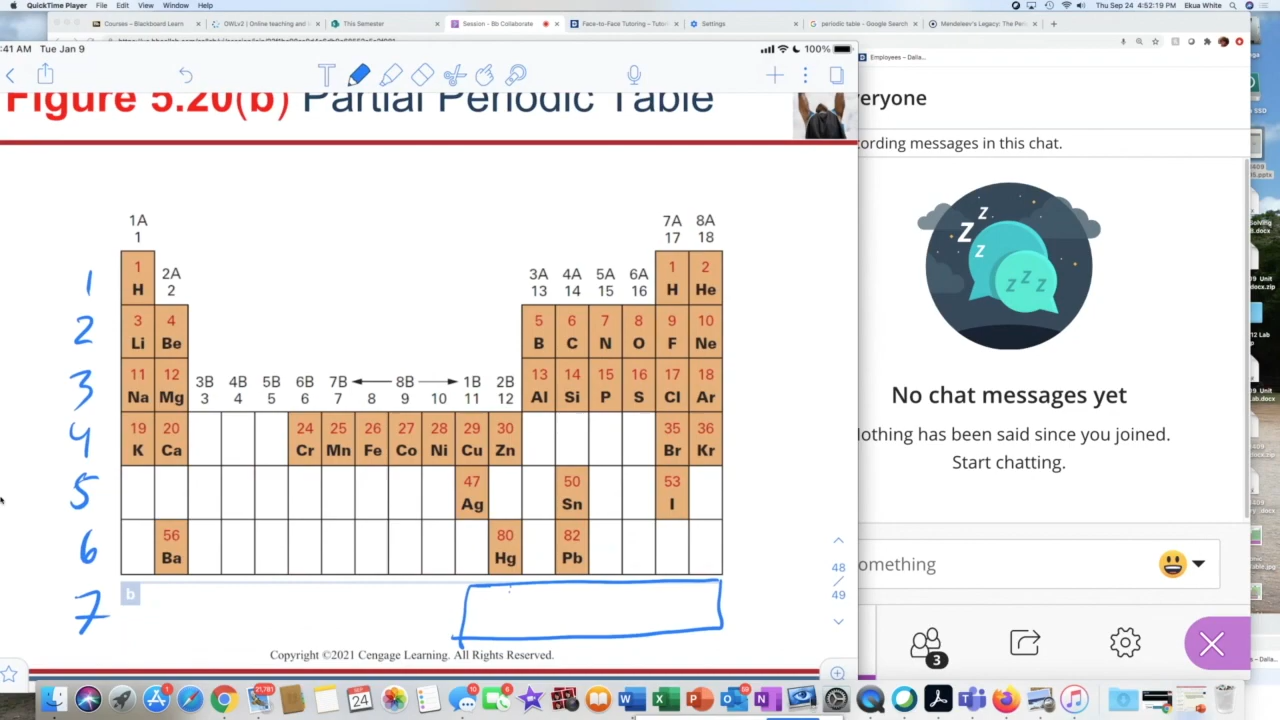 QuickTime Player File Edit View Window Help
Thu Sep 24 4:52:19 PM Ekua White
Courses – Blackboard Learn
OWLv2 | Online teaching and
This Semester
Session - Bb Collaborate
Face-to-Face Tutoring – Tutor
Settings
periodic table - Google Search
Mendeleev's Legacy: The Peri
:41 AM Tue Jan 9
100%
Employees – Dalla...
Figure 5.20(b) Partial Periodic Table
eryone
ording messages in this chat.
1A 7A 8A
1 17 18
1 1 H 2A 2 3A 13 4A 14 5A 15 6A 16 1 H 2 He
2 3 Li 4 Be 5 B 6 C 7 N 8 O 9 F 10 Ne
3 11 Na 12 Mg 3B 3 4B 4 5B 5 6B 6 7B 7 8 8B 9 10 1B 11 2B 12 13 Al 14 Si 15 P 16 S 17 Cl 18 Ar
4 19 K 20 Ca 24 Cr 25 Mn 26 Fe 27 Co 28 Ni 29 Cu 30 Zn 35 Br 36 Kr
5 47 Ag 50 Sn 53 I
6 56 Ba 80 Hg 82 Pb
7 b
48
/
49
Copyright ©2021 Cengage Learning. All Rights Reserved.
Z Z Z
Z Z Z
No chat messages yet
Nothing has been said since you joined.
Start chatting.
omething
3